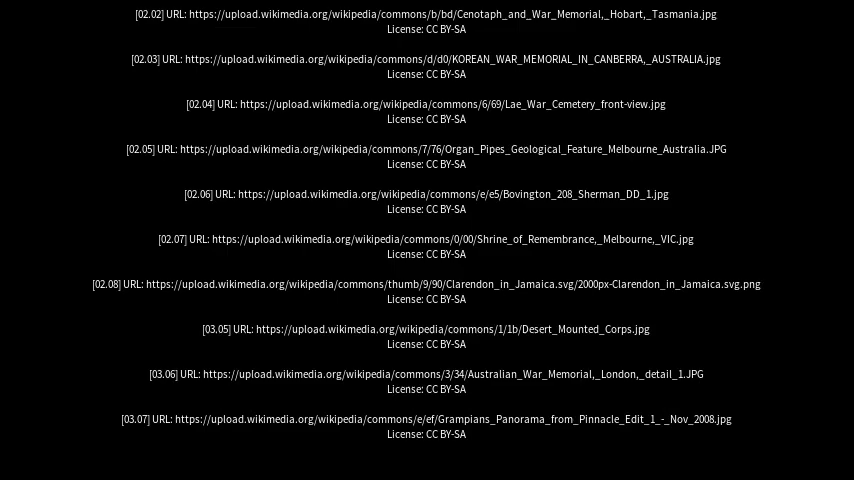 [02.02] URL: https://upload.wikimedia.org/wikipedia/commons/b/bd/Cenotaph_and_War_Memorial,_Hobart,_Tasmania.jpg
License: CC BY-SA
[02.03] URL: https://upload.wikimedia.org/wikipedia/commons/d/d0/KOREAN_WAR_MEMORIAL_IN_CANBERRA,_AUSTRALIA.jpg
License: CC BY-SA
[02.04] URL: https://upload.wikimedia.org/wikipedia/commons/6/69/Lae_War_Cemetery_front-view.jpg
License: CC BY-SA
[02.05] URL: https://upload.wikimedia.org/wikipedia/commons/7/76/Organ_Pipes_Geological_Feature_Melbourne_Australia.JPG
License: CC BY-SA
[02.06] URL: https://upload.wikimedia.org/wikipedia/commons/e/e5/Bovington_208_Sherman_DD_1.jpg
License: CC BY-SA
[02.07] URL: https://upload.wikimedia.org/wikipedia/commons/0/00/Shrine_of_Remembrance,_Melbourne,_VIC.jpg
License: CC BY-SA
[02.08] URL: https://upload.wikimedia.org/wikipedia/commons/thumb/9/90/Clarendon_in_Jamaica.svg/2000px-Clarendon_in_Jamaica.svg.png
License: CC BY-SA
[03.05] URL: https://upload.wikimedia.org/wikipedia/commons/1/1b/Desert_Mounted_Corps.jpg
License: CC BY-SA
[03.06] URL: https://upload.wikimedia.org/wikipedia/commons/3/34/Australian_War_Memorial,_London,_detail_1.JPG
License: CC BY-SA
[03.07] URL: https://upload.wikimedia.org/wikipedia/commons/e/ef/Grampians_Panorama_from_Pinnacle_Edit_1_-_Nov_2008.jpg
License: CC BY-SA